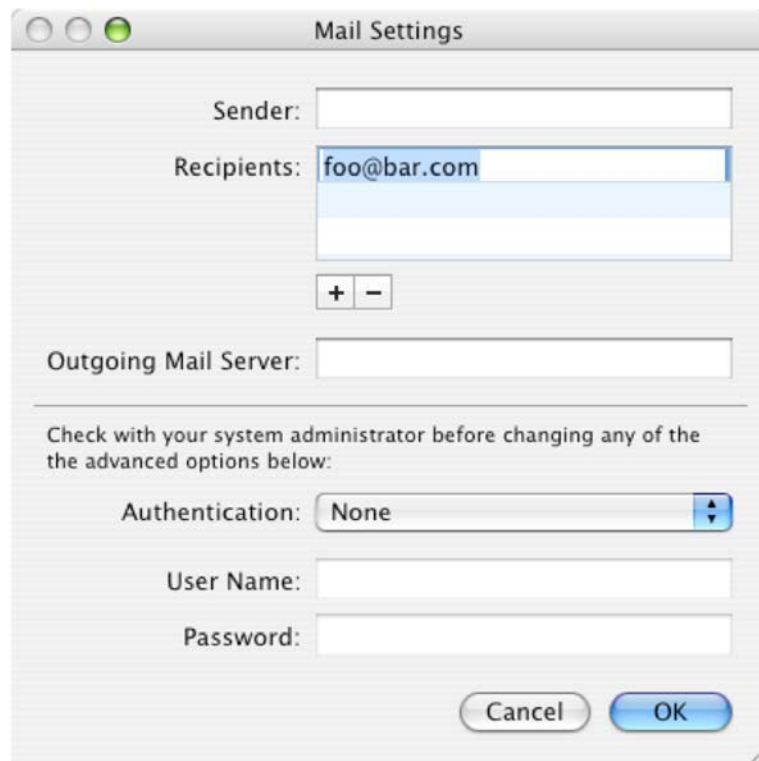 Mail Settings
Sender:
Recipients: foo@bar.com
+ −
Outgoing Mail Server:
Check with your system administrator before changing any of the
the advanced options below:
Authentication: None
User Name:
Password:
Cancel OK